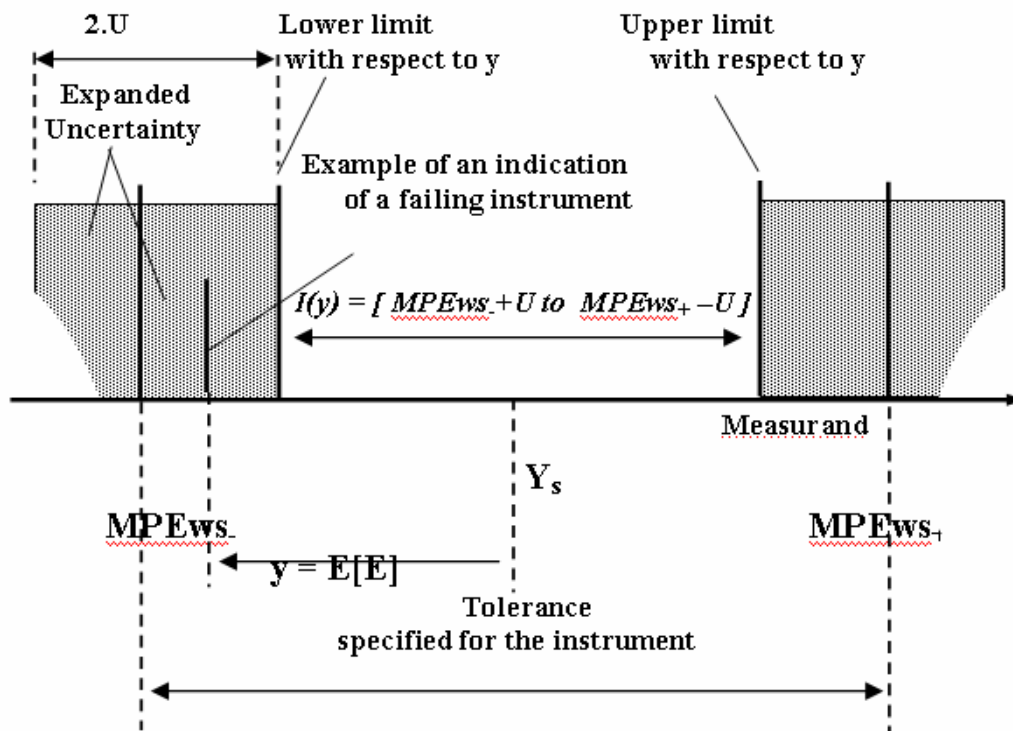 2.U
Lower limit
with respect to y
Upper limit
with respect to y
Expanded
Uncertainty
Example of an indication
of a failing instrument
I(y) = [ MPEws- +U to MPEws+ –U ]
Measurand
Ys
MPEws-
MPEws+
y = E[E]
Tolerance
specified for the instrument